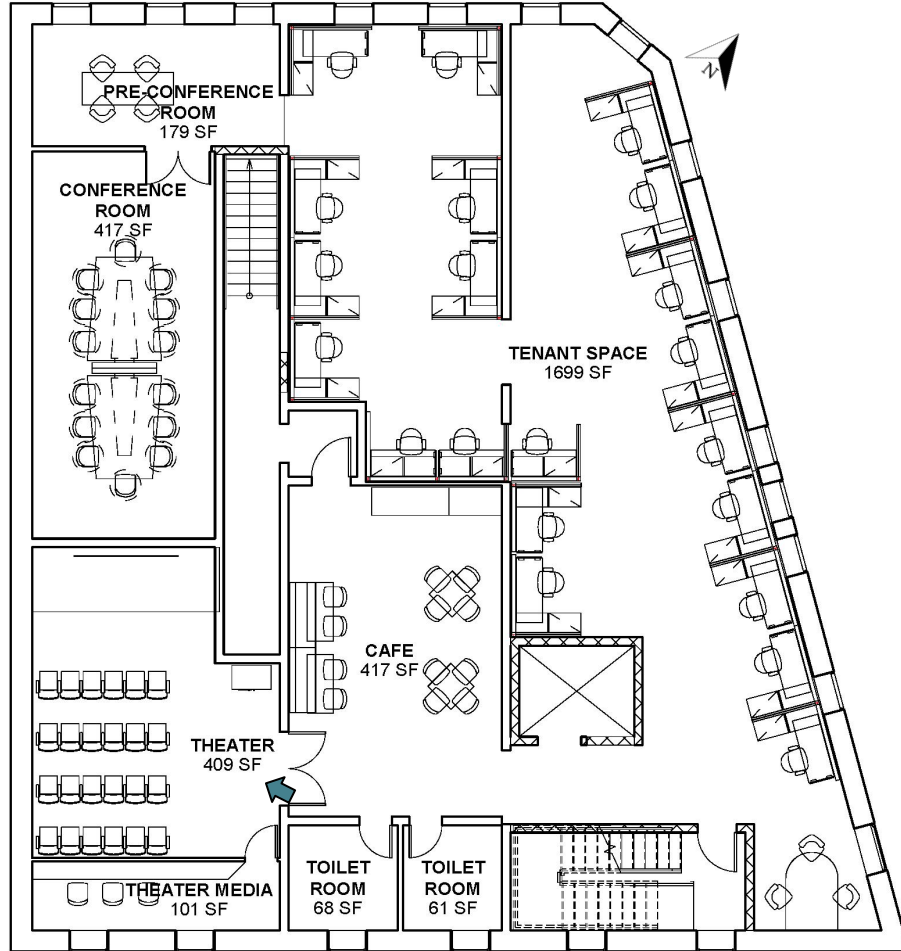 N
PRE-CONFERENCE
ROOM
179 SF
CONFERENCE
ROOM
417 SF
TENANT SPACE
1699 SF
CAFE
417 SF
THEATER
409 SF
THEATER MEDIA
101 SF
TOILET
ROOM
68 SF
TOILET
ROOM
61 SF